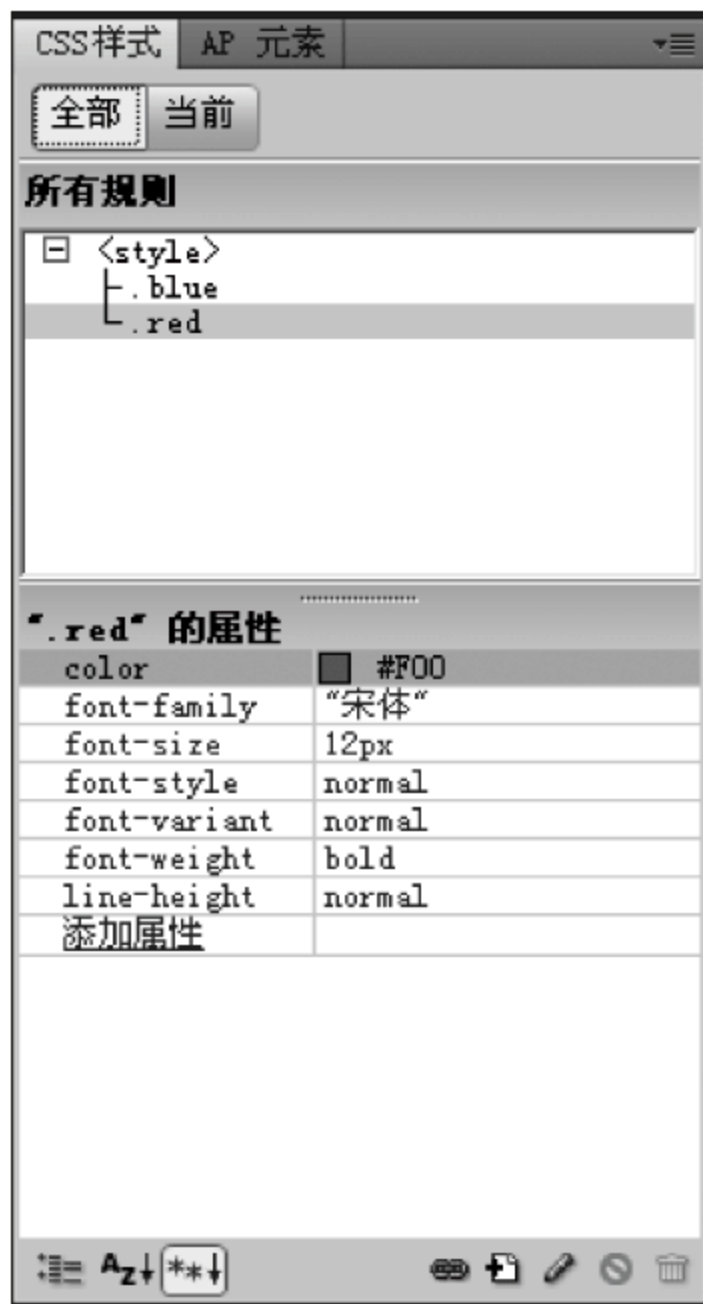 CSS样式 AP 元素
全部 当前
所有规则
<style>
.blue
.red
".red" 的属性
color #F00
font-family "宋体"
font-size 12px
font-style normal
font-variant normal
font-weight bold
line-height normal
添加属性
Az↓ **↓